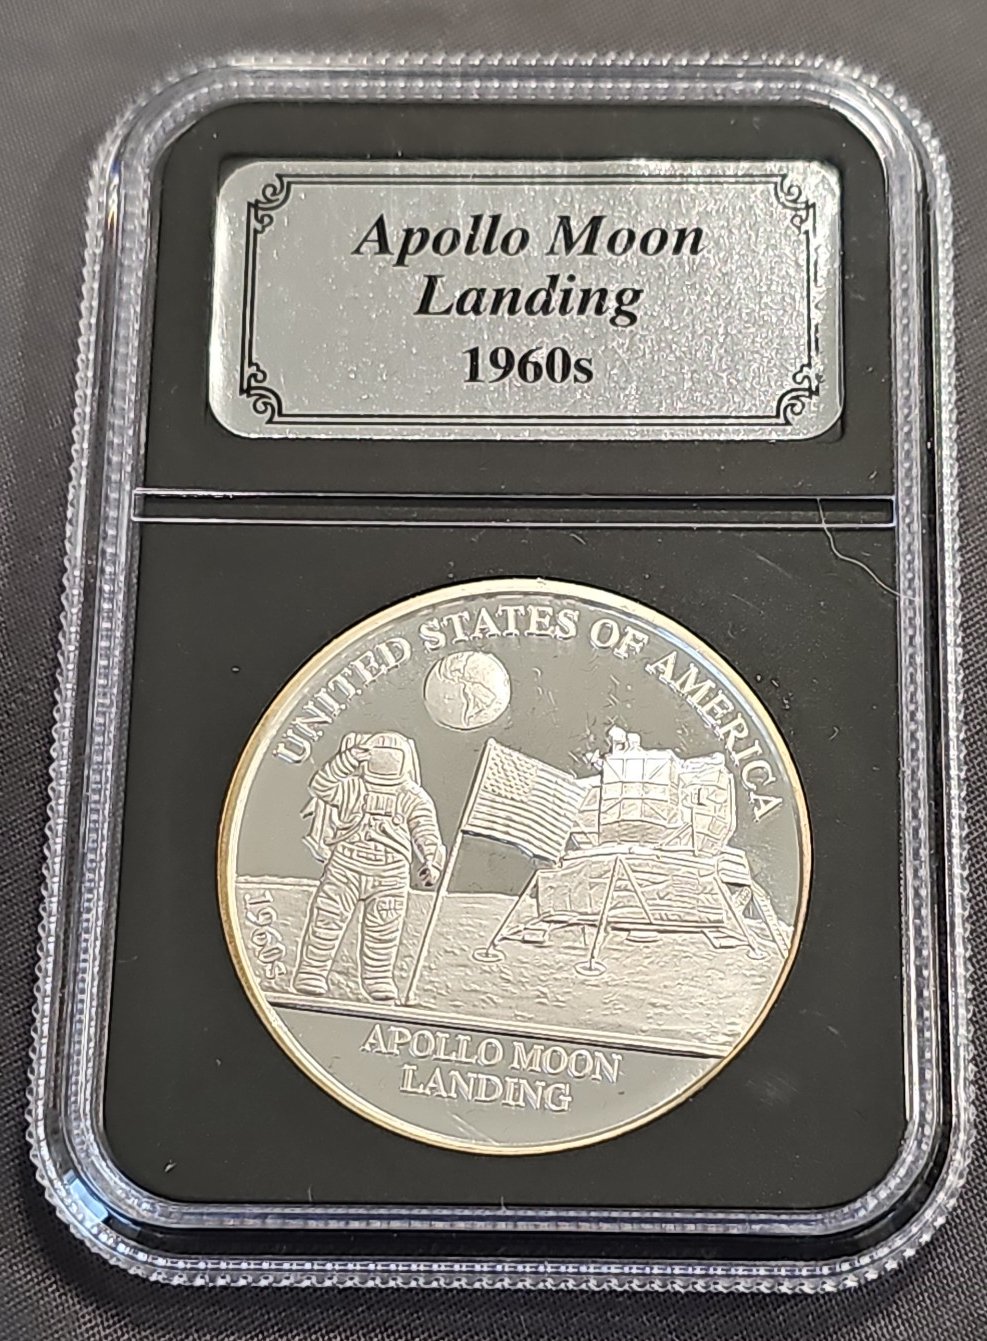 Apollo Moon
Landing
1960s
UNITED STATES OF AMERICA
1960s
APOLLO MOON
LANDING